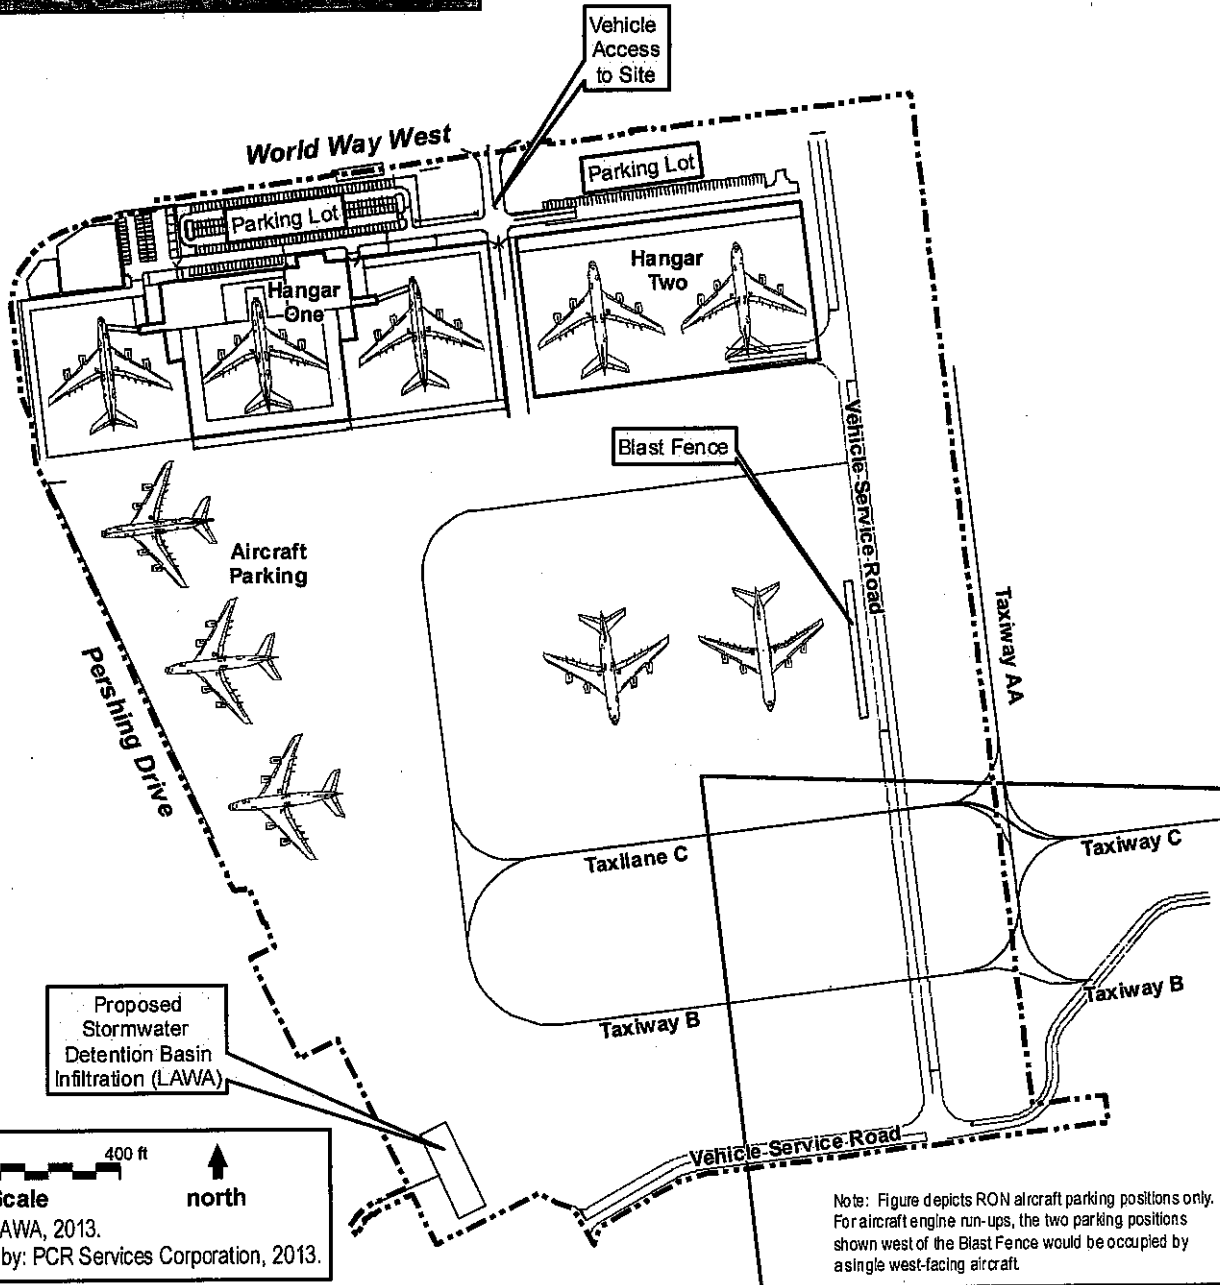 Vehicle
Access
to Site
World Way West
Parking Lot
Parking Lot
Hangar
One
Hangar
Two
Blast Fence
Vehicle Service Road
Aircraft
Parking
Taxiway AA
Pershing Drive
Taxilane C
Taxiway C
Taxiway B
Taxiway B
Proposed
Stormwater
Detention Basin
Infiltration (LAWA)
Vehicle Service Road
400 ft
north
AWA, 2013.
by: PCR Services Corporation, 2013.
Note: Figure depicts RON aircraft parking positions only.
For aircraft engine run-ups, the two parking positions
shown west of the Blast Fence would be occupied by
a single west-facing aircraft.